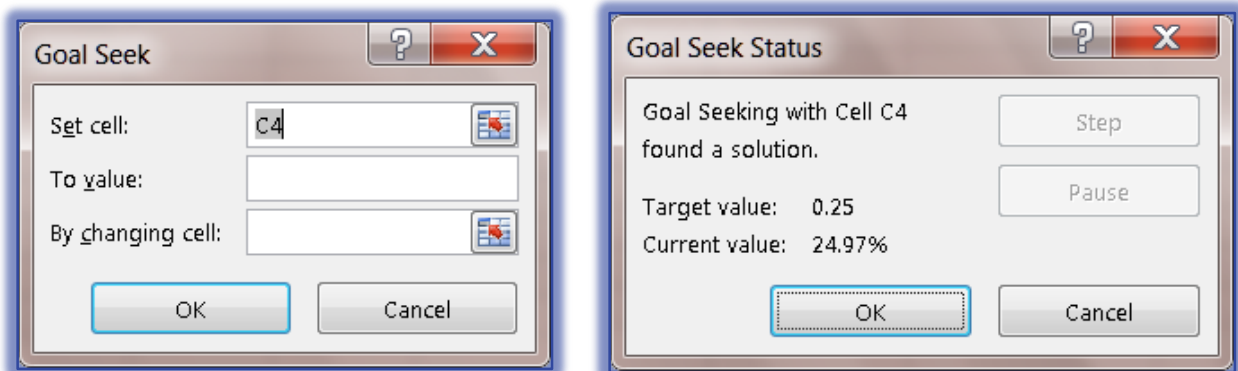 Goal Seek
Set cell: C4
To value:
By changing cell:
OK Cancel
Goal Seek Status
Goal Seeking with Cell C4
found a solution.
Step
Pause
Target value: 0.25
Current value: 24.97%
OK Cancel